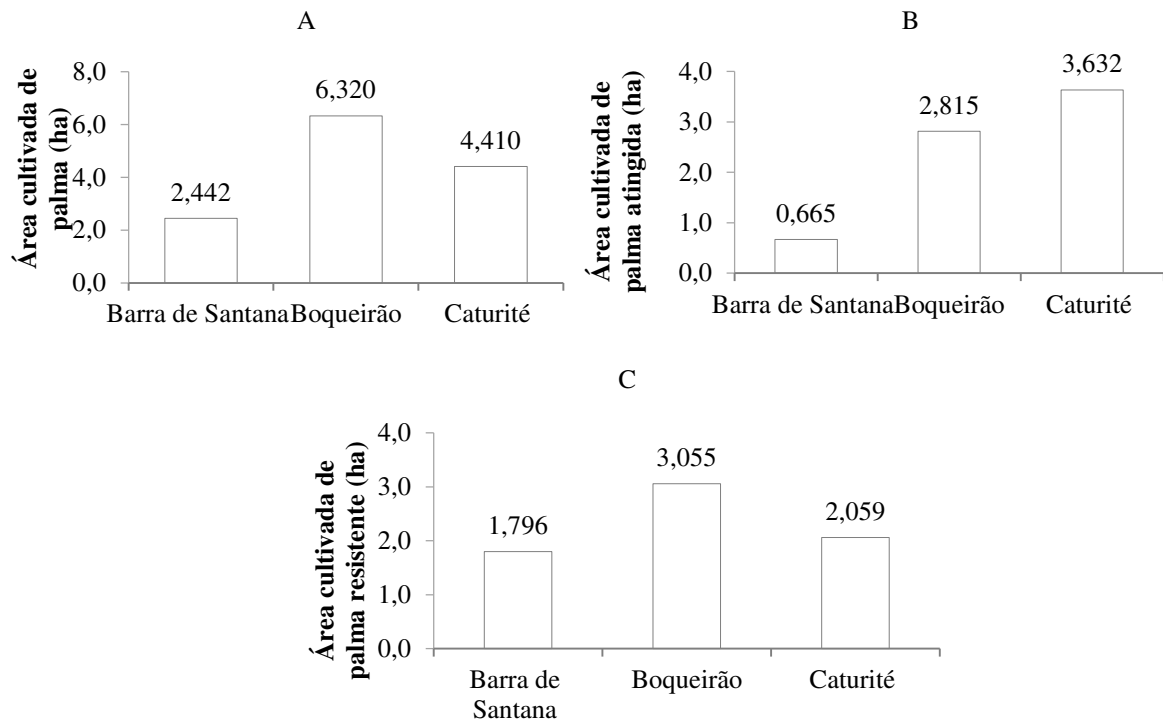 A
Área cultivada de
palma (ha)
8,0
6,0
4,0
2,0
0,0
2,442
6,320
4,410
Barra de Santana
Boqueirão
Caturité
B
Área cultivada de
palma atingida (ha)
4,0
3,0
2,0
1,0
0,0
0,665
2,815
3,632
Barra de Santana
Boqueirão
Caturité
C
Área cultivada de
palma resistente (ha)
4,0
3,0
2,0
1,0
0,0
1,796
3,055
2,059
Barra de
Santana
Boqueirão
Caturité